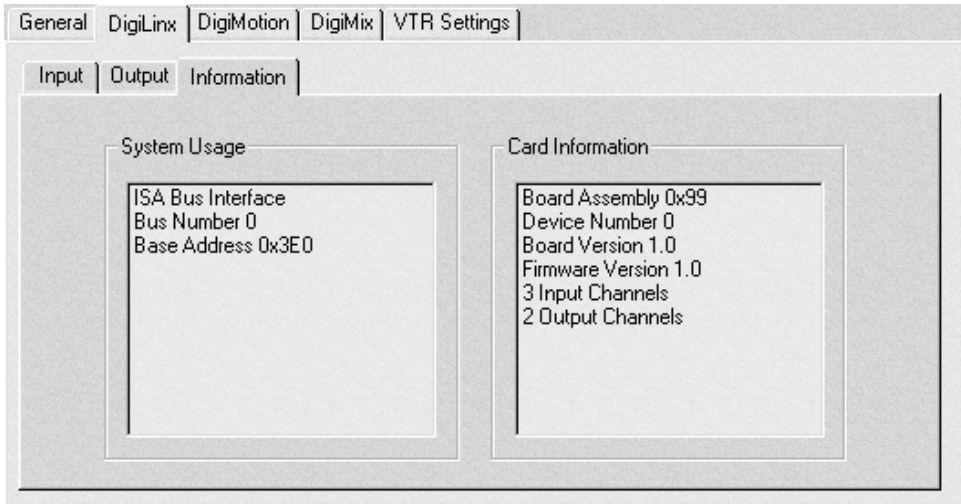 General DigiLinx DigiMotion DigiMix VTR Settings
Input Output Information
System Usage
ISA Bus Interface
Bus Number 0
Base Address 0x3E0
Card Information
Board Assembly 0x99
Device Number 0
Board Version 1.0
Firmware Version 1.0
3 Input Channels
2 Output Channels